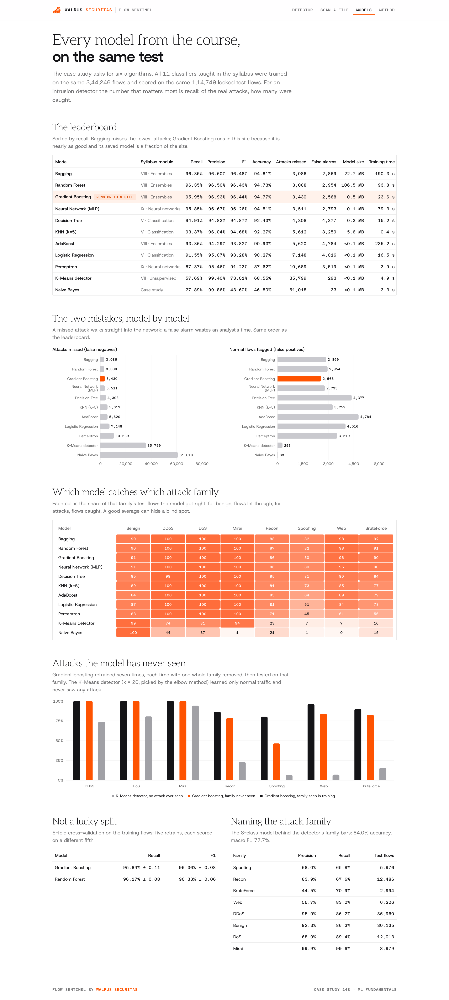 WALRUS SECURITAS FLOW SENTINEL DETECTOR SCAN A FILE MODELS METHOD
Every model from the course,
on the same test
The case study asks for six algorithms. All 11 classifiers taught in the syllabus were trained
on the same 3,44,246 flows and scored on the same 1,14,749 locked test flows. For an
intrusion detector the number that matters most is recall: of the real attacks, how many were
caught.
The leaderboard
Sorted by recall. Bagging misses the fewest attacks; Gradient Boosting runs in this site because it is
nearly as good and its saved model is a fraction of the size.
Model Syllabus module Recall Precision F1 Accuracy Attacks missed False alarms Model size Training time
Bagging VIII · Ensembles 96.35% 96.60% 96.48% 94.81% 3,086 2,869 22.7 MB 190.3 s
Random Forest VIII · Ensembles 96.35% 96.50% 96.43% 94.73% 3,088 2,954 106.5 MB 93.8 s
Gradient Boosting RUNS ON THIS SITE VIII · Ensembles 95.95% 96.93% 96.44% 94.77% 3,430 2,568 0.5 MB 23.6 s
Neural Network (MLP) IX · Neural networks 95.85% 96.67% 96.26% 94.51% 3,511 2,793 0.1 MB 79.3 s
Decision Tree V · Classification 94.91% 94.83% 94.87% 92.43% 4,308 4,377 0.3 MB 15.2 s
KNN (k=5) V · Classification 93.37% 96.04% 94.68% 92.27% 5,612 3,259 5.6 MB 0.4 s
AdaBoost VIII · Ensembles 93.36% 94.29% 93.82% 90.93% 5,620 4,784 <0.1 MB 235.2 s
Logistic Regression V · Classification 91.55% 95.07% 93.28% 90.27% 7,148 4,016 <0.1 MB 16.5 s
Perceptron IX · Neural networks 87.37% 95.46% 91.23% 87.62% 10,689 3,519 <0.1 MB 3.9 s
K-Means detector VII · Unsupervised 57.69% 99.40% 73.01% 68.55% 35,799 293 <0.1 MB 4.9 s
Naive Bayes Case study 27.89% 99.86% 43.60% 46.80% 61,018 33 <0.1 MB 3.3 s
The two mistakes, model by model
A missed attack walks straight into the network; a false alarm wastes an analyst's time. Same order as
the leaderboard.
Attacks missed (false negatives)
Bagging 3,086
Random Forest 3,088
Gradient Boosting 3,430
Neural Network
(MLP) 3,511
Decision Tree 4,308
KNN (k=5) 5,612
AdaBoost 5,620
Logistic Regression 7,148
Perceptron 10,689
K-Means detector 35,799
Naive Bayes 61,018
0 20,000 40,000 60,000 80,000
Normal flows flagged (false positives)
Bagging 2,869
Random Forest 2,954
Gradient Boosting 2,568
Neural Network
(MLP) 2,793
Decision Tree 4,377
KNN (k=5) 3,259
AdaBoost 4,784
Logistic Regression 4,016
Perceptron 3,519
K-Means detector 293
Naive Bayes 33
0 1,500 3,000 4,500 6,000
Which model catches which attack family
Each cell is the share of that family's test flows the model got right: for benign, flows let through; for
attacks, flows caught. A good average can hide a blind spot.
Model Benign DDoS DoS Mirai Recon Spoofing Web BruteForce
Bagging 90 100 100 100 88 82 98 92
Random Forest 90 100 100 100 87 82 98 91
Gradient Boosting 91 100 100 100 86 80 96 90
Neural Network (MLP) 91 100 100 100 86 80 95 90
Decision Tree 85 99 100 100 85 81 90 84
KNN (k=5) 89 100 100 100 81 73 85 77
AdaBoost 84 100 100 100 83 64 89 79
Logistic Regression 87 100 100 100 81 51 84 73
Perceptron 88 100 100 100 71 45 61 56
K-Means detector 99 74 81 94 23 7 7 16
Naive Bayes 100 44 37 1 21 1 0 15
Attacks the model has never seen
Gradient boosting retrained seven times, each time with one whole family removed, then tested on that
family. The K-Means detector (k = 20, picked by the elbow method) learned only normal traffic and
never saw any attack.
100%
75%
50%
25%
0%
DDoS DoS Mirai Recon Spoofing Web BruteForce
K-Means detector, no attack ever seen Gradient boosting, family never seen Gradient boosting, family seen in training
Not a lucky split
5-fold cross-validation on the training flows: five retrains, each scored
on a different fifth.
Model Recall F1
Gradient Boosting 95.84% ± 0.11 96.36% ± 0.08
Random Forest 96.17% ± 0.08 96.33% ± 0.06
Naming the attack family
The 8-class model behind the detector's family bars: 84.0% accuracy,
macro F1 77.7%.
Family Precision Recall Test flows
Spoofing 68.0% 65.8% 5,976
Recon 83.9% 67.6% 12,486
BruteForce 44.5% 70.9% 2,994
Web 56.7% 83.0% 6,206
DDoS 95.9% 86.2% 35,960
Benign 92.3% 86.3% 30,135
DoS 68.9% 89.4% 12,013
Mirai 99.9% 99.6% 8,979
FLOW SENTINEL BY WALRUS SECURITAS CASE STUDY 148 · ML FUNDAMENTALS